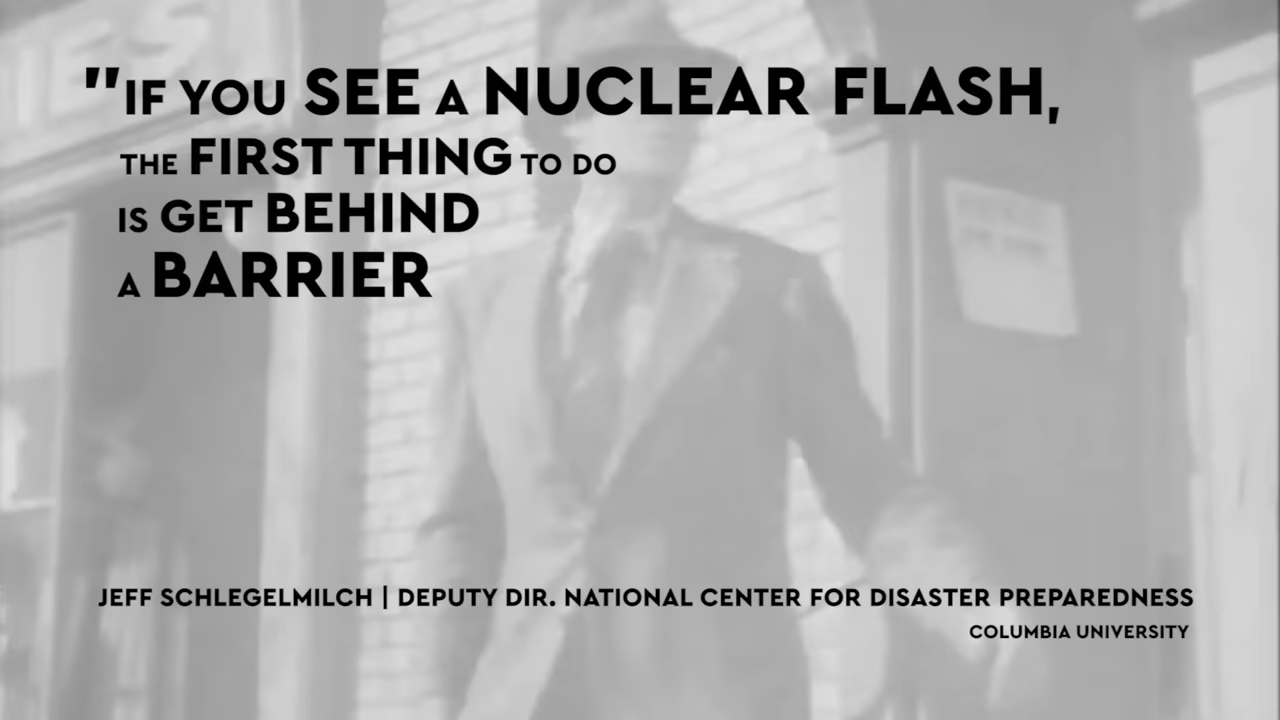 "IF YOU SEE A NUCLEAR FLASH,
THE FIRST THING TO DO
IS GET BEHIND
A BARRIER
JEFF SCHLEGELMILCH | DEPUTY DIR. NATIONAL CENTER FOR DISASTER PREPAREDNESS
COLUMBIA UNIVERSITY